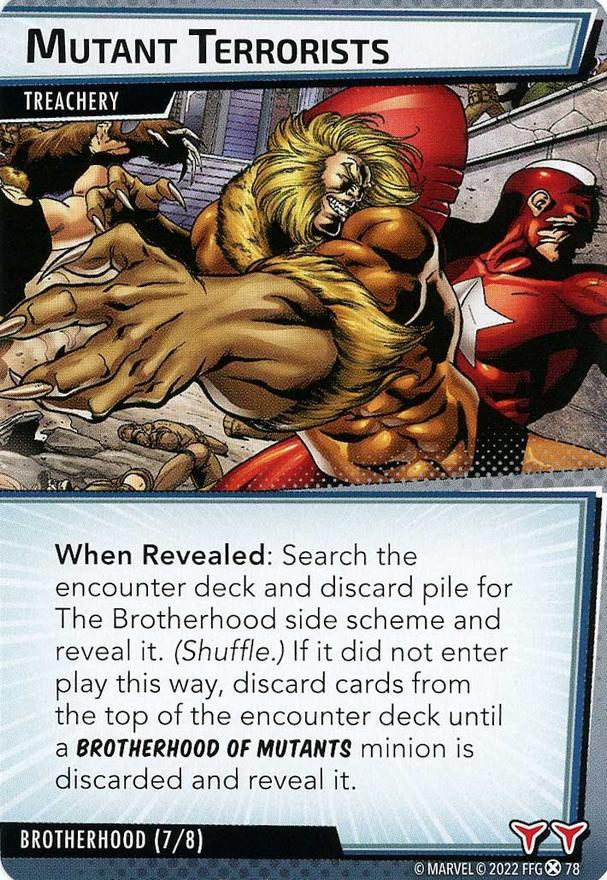 Mutant Terrorists
TREACHERY
When Revealed: Search the
encounter deck and discard pile for
The Brotherhood side scheme and
reveal it. (Shuffle.) If it did not enter
play this way, discard cards from
the top of the encounter deck until
a BROTHERHOOD OF MUTANTS minion is
discarded and reveal it.
BROTHERHOOD (7/8)
© MARVEL © 2022 FFG 78